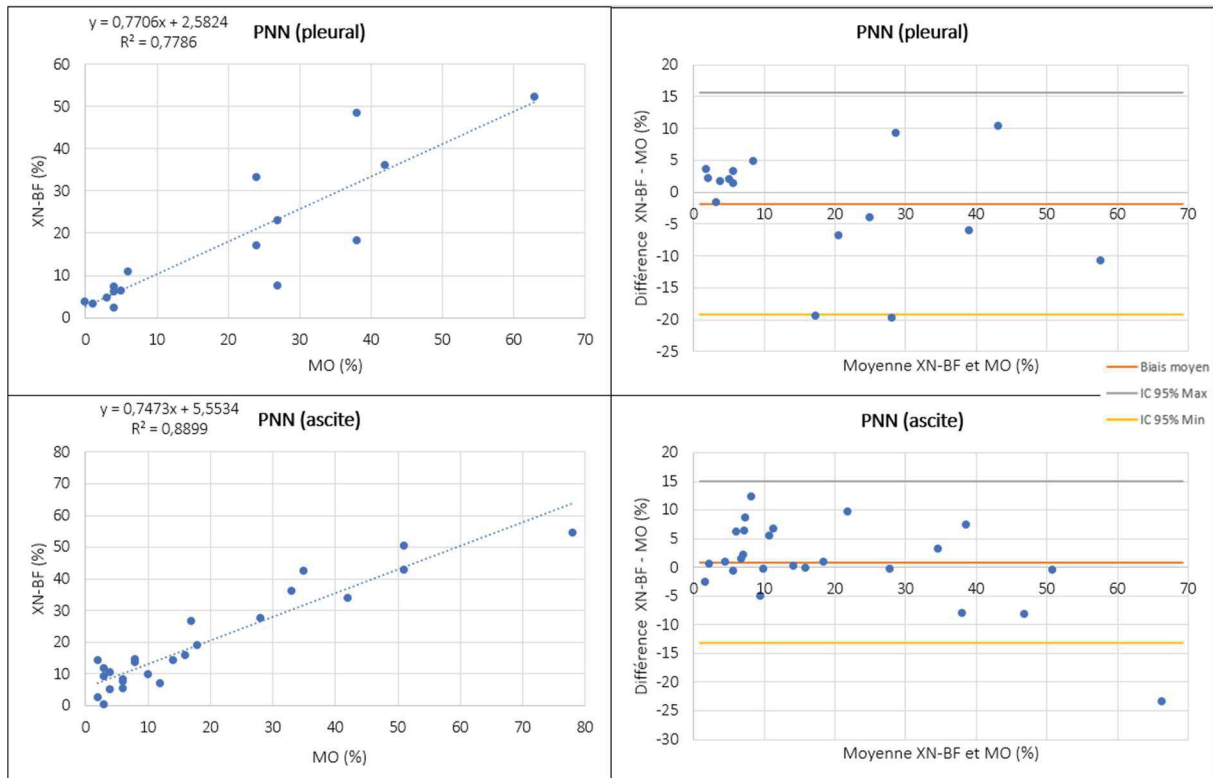 y = 0,7706x + 2,5824
R² = 0,7786
PNN (pleural)
60
50
40
30
20
10
0
XN-BF (%)
0 10 20 30 40 50 60 70
MO (%)
PNN (pleural)
20
15
10
5
0
-5
-10
-15
-20
-25
Différence XN-BF - MO (%)
0 10 20 30 40 50 60 70
Moyenne XN-BF et MO (%)
Biais moyen
IC 95% Max
IC 95% Min
y = 0,7473x + 5,5534
R² = 0,8899
PNN (ascite)
80
70
60
50
40
30
20
10
0
XN-BF (%)
0 10 20 30 40 50 60 70 80
MO (%)
PNN (ascite)
20
15
10
5
0
-5
-10
-15
-20
-25
-30
Différence XN-BF - MO (%)
0 10 20 30 40 50 60 70
Moyenne XN-BF et MO (%)